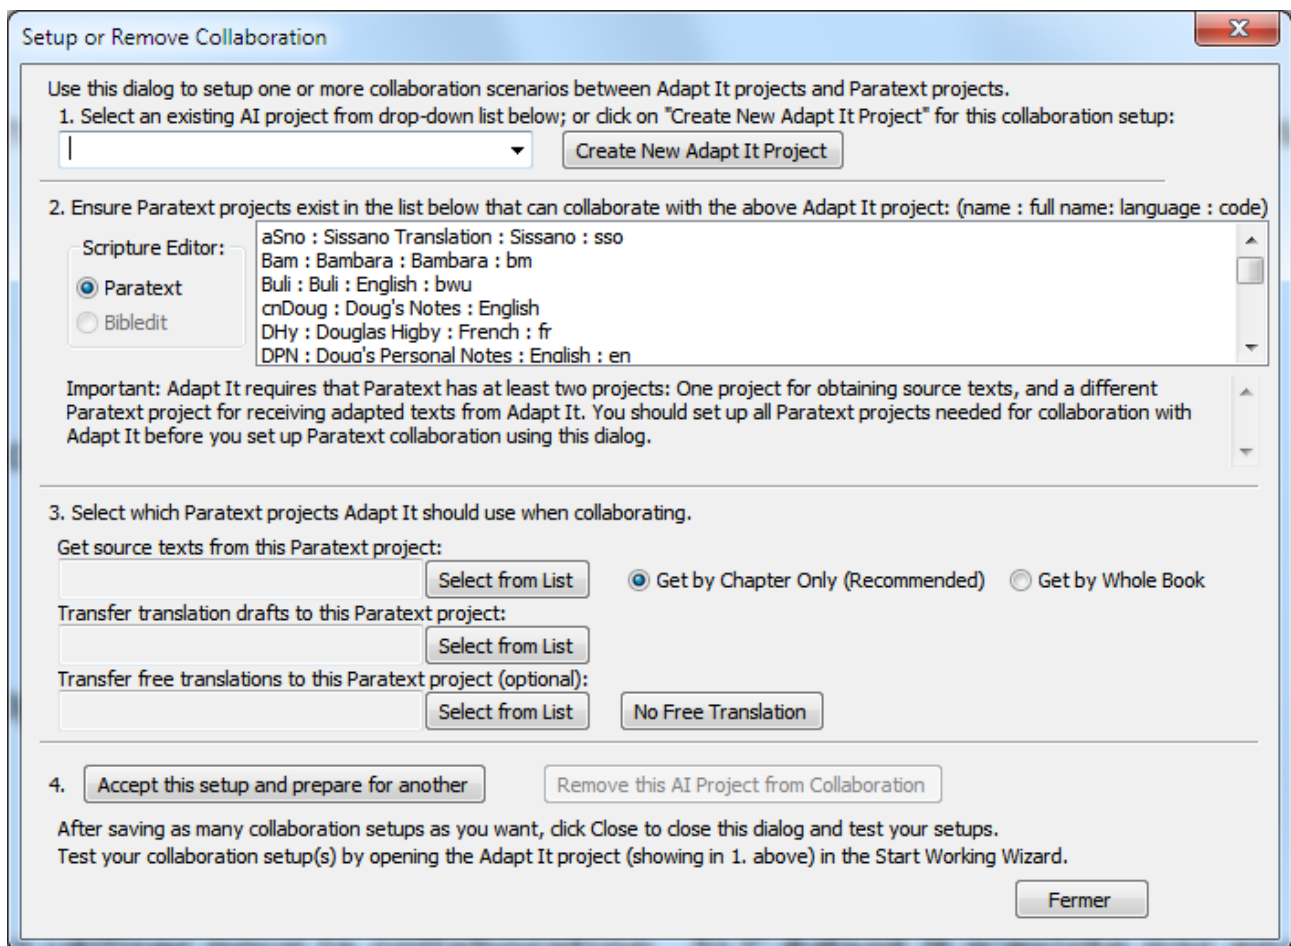 Setup or Remove Collaboration
Use this dialog to setup one or more collaboration scenarios between Adapt It projects and Paratext projects.
1. Select an existing AI project from drop-down list below; or click on "Create New Adapt It Project" for this collaboration setup:
Create New Adapt It Project
2. Ensure Paratext projects exist in the list below that can collaborate with the above Adapt It project: (name : full name: language : code)
Scripture Editor:
Paratext
Bibledit
aSno : Sissano Translation : Sissano : sso
Bam : Bambara : Bambara : bm
Buli : Buli : English : bwu
cnDoug : Doug's Notes : English
DHy : Douglas Higby : French : fr
DPN : Doug's Personal Notes : English : en
Important: Adapt It requires that Paratext has at least two projects: One project for obtaining source texts, and a different
Paratext project for receiving adapted texts from Adapt It. You should set up all Paratext projects needed for collaboration with
Adapt It before you set up Paratext collaboration using this dialog.
3. Select which Paratext projects Adapt It should use when collaborating.
Get source texts from this Paratext project:
Select from List Get by Chapter Only (Recommended) Get by Whole Book
Transfer translation drafts to this Paratext project:
Select from List
Transfer free translations to this Paratext project (optional):
Select from List No Free Translation
4. Accept this setup and prepare for another Remove this AI Project from Collaboration
After saving as many collaboration setups as you want, click Close to close this dialog and test your setups.
Test your collaboration setup(s) by opening the Adapt It project (showing in 1. above) in the Start Working Wizard.
Fermer